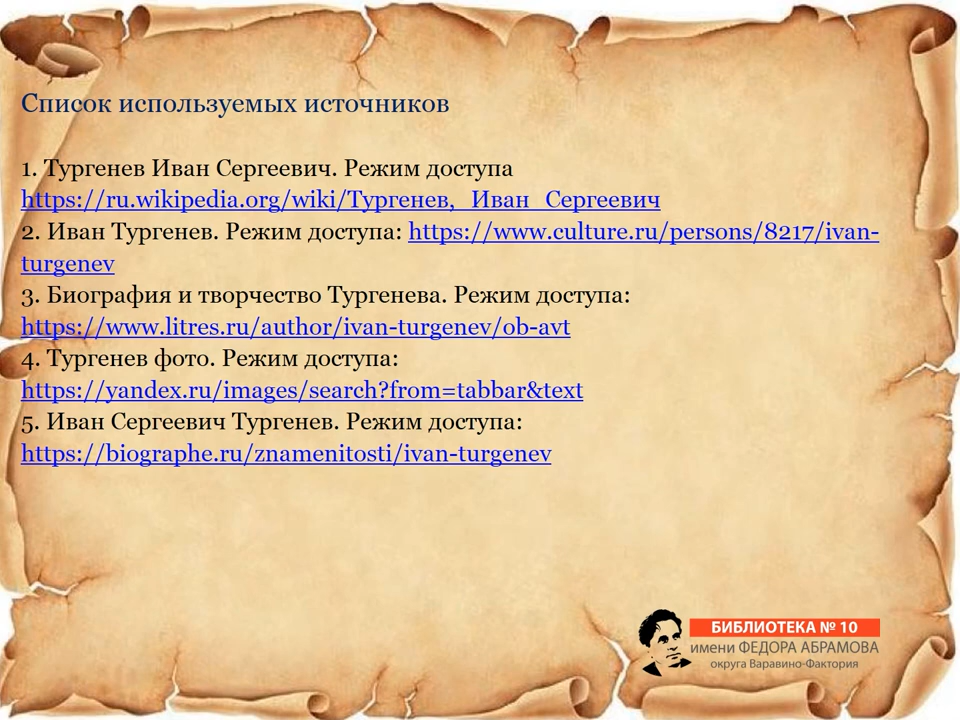 Список используемых источников
1. Тургенев Иван Сергеевич. Режим доступа
https://ru.wikipedia.org/wiki/Тургенев,_Иван_Сергеевич
2. Иван Тургенев. Режим доступа: https://www.culture.ru/persons/8217/ivan-
turgenev
3. Биография и творчество Тургенева. Режим доступа:
https://www.litres.ru/author/ivan-turgenev/ob-avt
4. Тургенев фото. Режим доступа:
https://yandex.ru/images/search?from=tabbar&text
5. Иван Сергеевич Тургенев. Режим доступа:
https://biographe.ru/znamenitosti/ivan-turgenev
БИБЛИОТЕКА № 10
имени ФЕДОРА АБРАМОВА
округа Варавино-Фактория